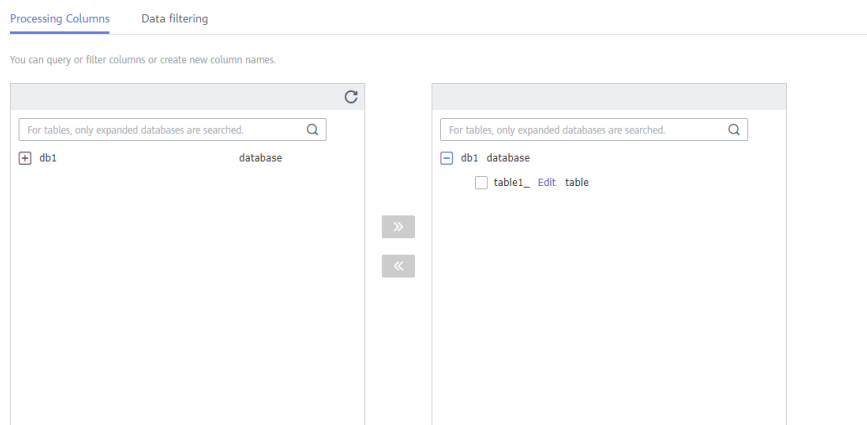 Processing Columns Data filtering
You can query or filter columns or create new column names.
For tables, only expanded databases are searched.
db1 database
For tables, only expanded databases are searched.
db1 database
table1_ Edit table